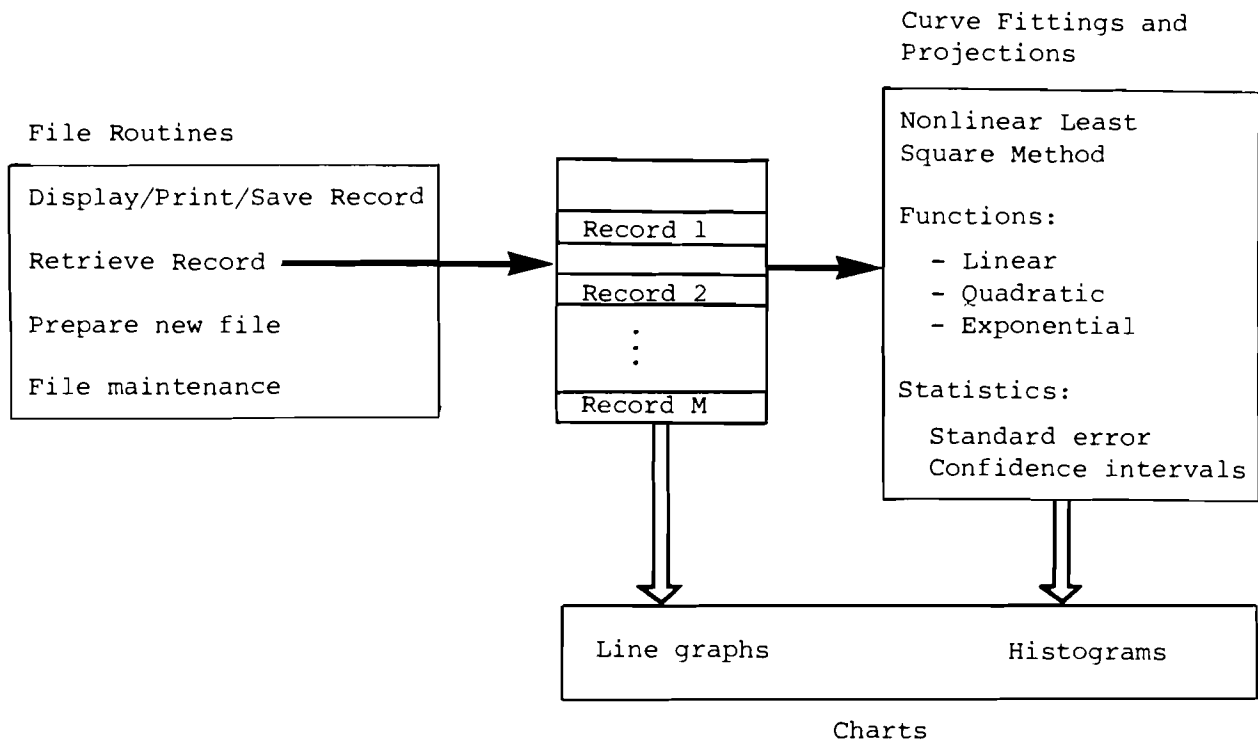 Curve Fittings and
Projections
File Routines
Display/Print/Save Record
Retrieve Record
Prepare new file
File maintenance
Record 1
Record 2
Record M
Nonlinear Least
Square Method
Functions:
- Linear
- Quadratic
- Exponential
Statistics:
Standard error
Confidence intervals
Line graphs
Histograms
Charts